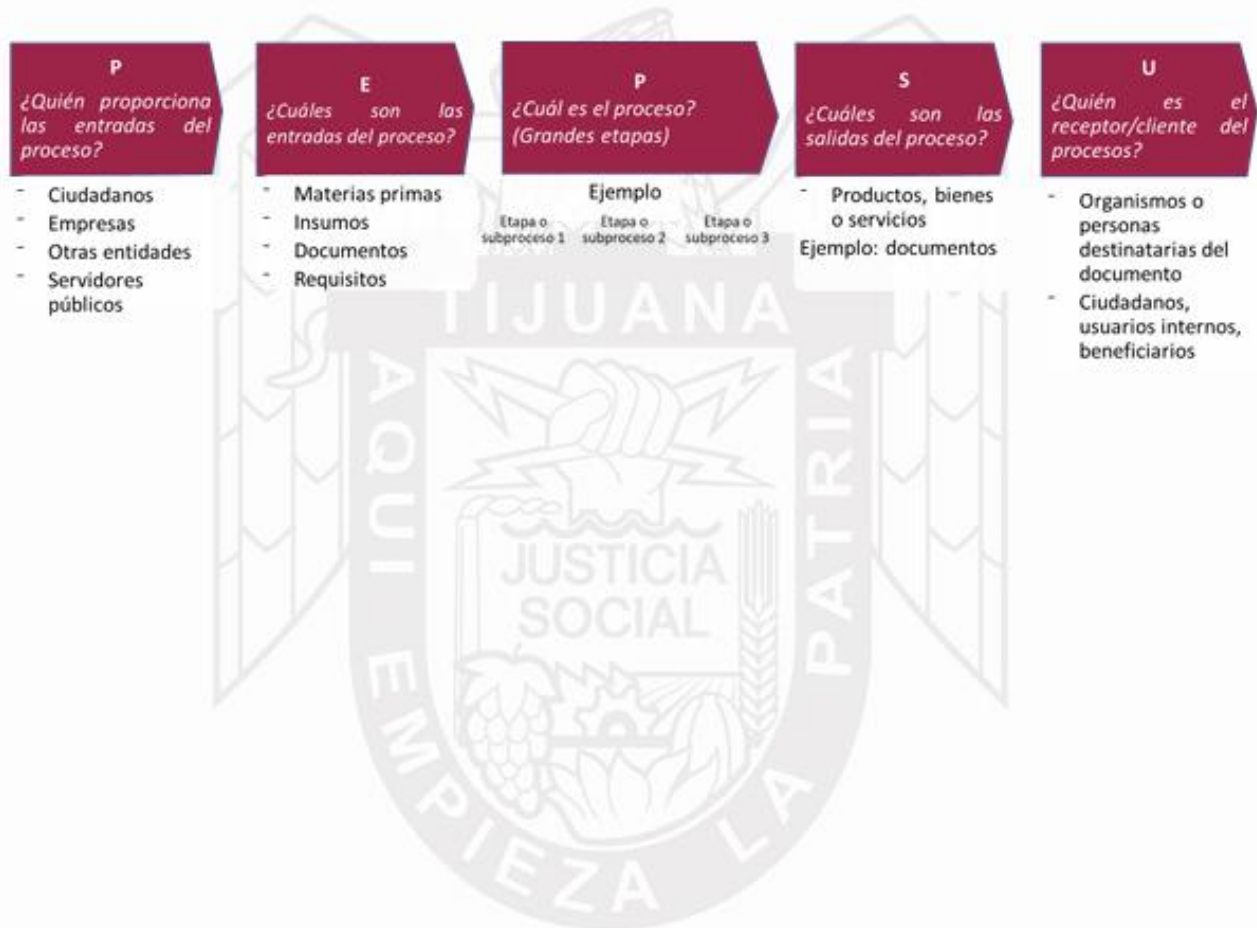 P
¿Quién proporciona
las entradas del
proceso?
- Ciudadanos
- Empresas
- Otras entidades
- Servidores
públicos
E
¿Cuáles son las
entradas del proceso?
- Materias primas
- Insumos
- Documentos
- Requisitos
P
¿Cuál es el proceso?
(Grandes etapas)
Ejemplo
Etapa o
subproceso 1
Etapa o
subproceso 2
Etapa o
subproceso 3
S
¿Cuáles son las
salidas del proceso?
- Productos, bienes
o servicios
Ejemplo: documentos
U
¿Quién es el
receptor/cliente del
procesos?
- Organismos o
personas
destinatarias del
documento
- Ciudadanos,
usuarios internos,
beneficiarios
TIJUANA
AQUI EMPIEZA LA PATRIA
JUSTICIA
SOCIAL